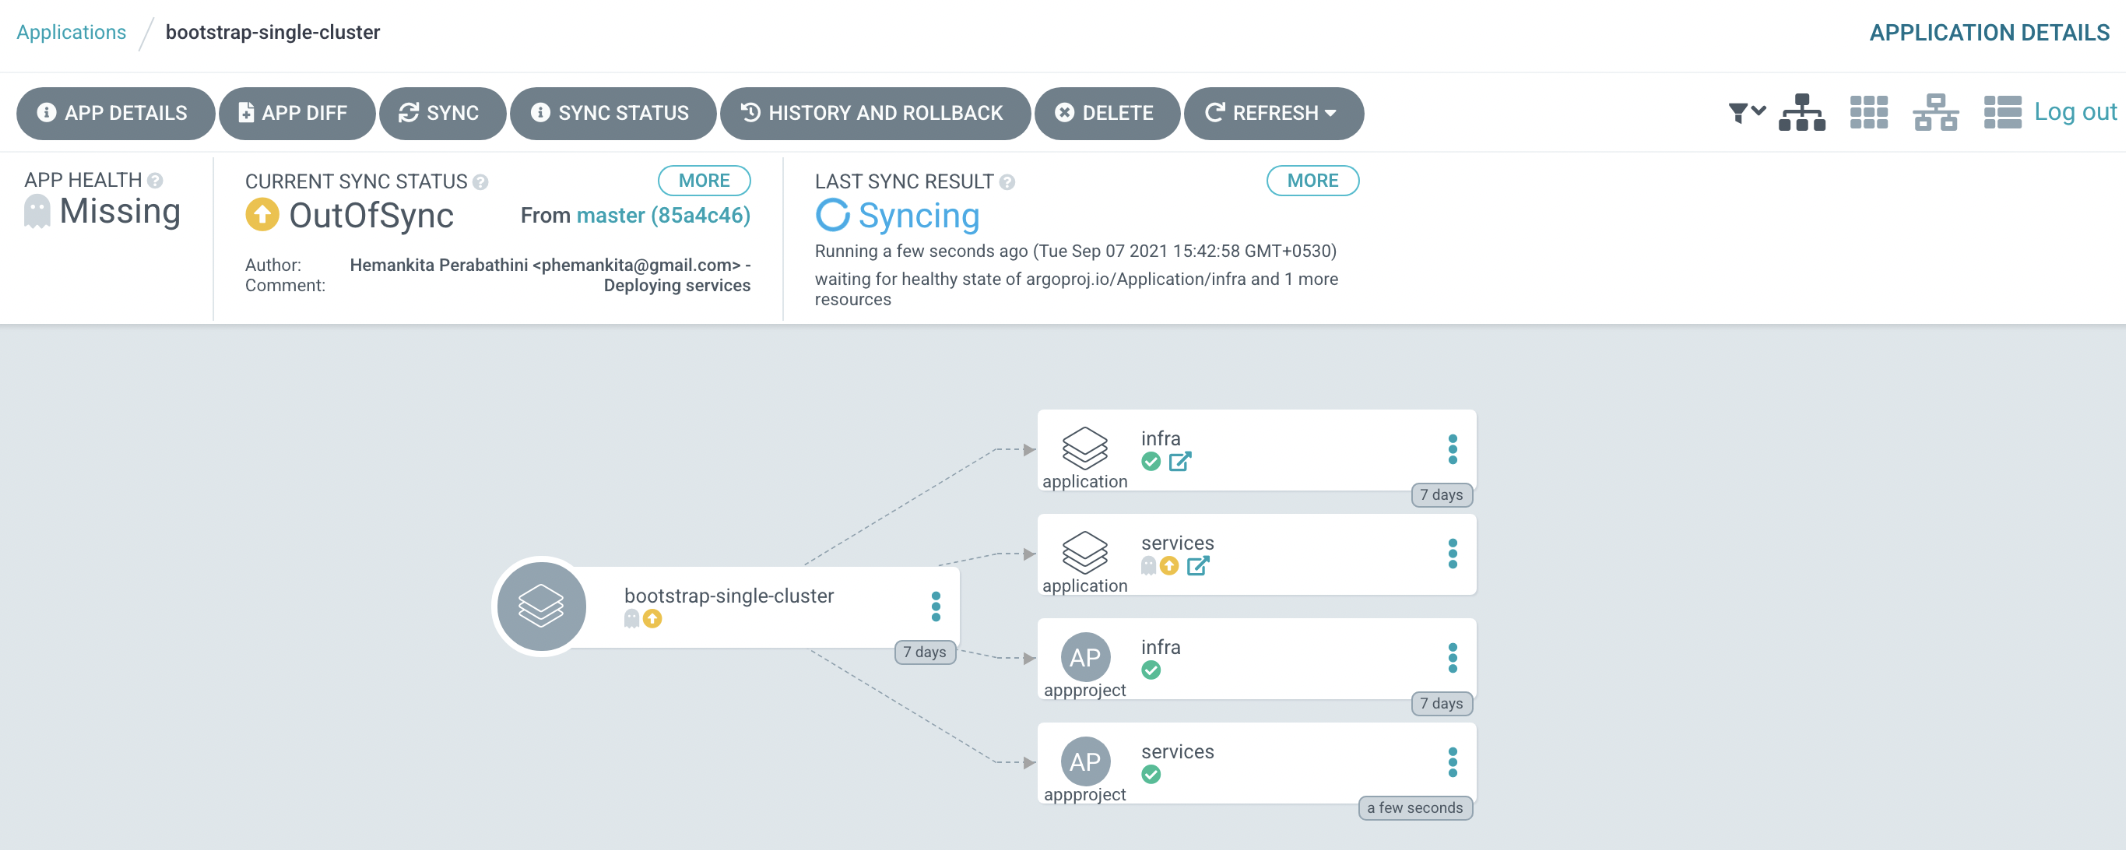 Applications / bootstrap-single-cluster
APPLICATION DETAILS
APP DETAILS
APP DIFF
SYNC
SYNC STATUS
HISTORY AND ROLLBACK
DELETE
REFRESH
Log out
APP HEALTH ?
Missing
CURRENT SYNC STATUS ?
MORE
OutOfSync
From master (85a4c46)
Author: Hemankita Perabathini <phemankita@gmail.com> -
Comment: Deploying services
LAST SYNC RESULT ?
MORE
Syncing
Running a few seconds ago (Tue Sep 07 2021 15:42:58 GMT+0530)
waiting for healthy state of argoproj.io/Application/infra and 1 more
resources
bootstrap-single-cluster
7 days
infra
application
7 days
services
application
AP
infra
appproject
7 days
AP
services
appproject
a few seconds